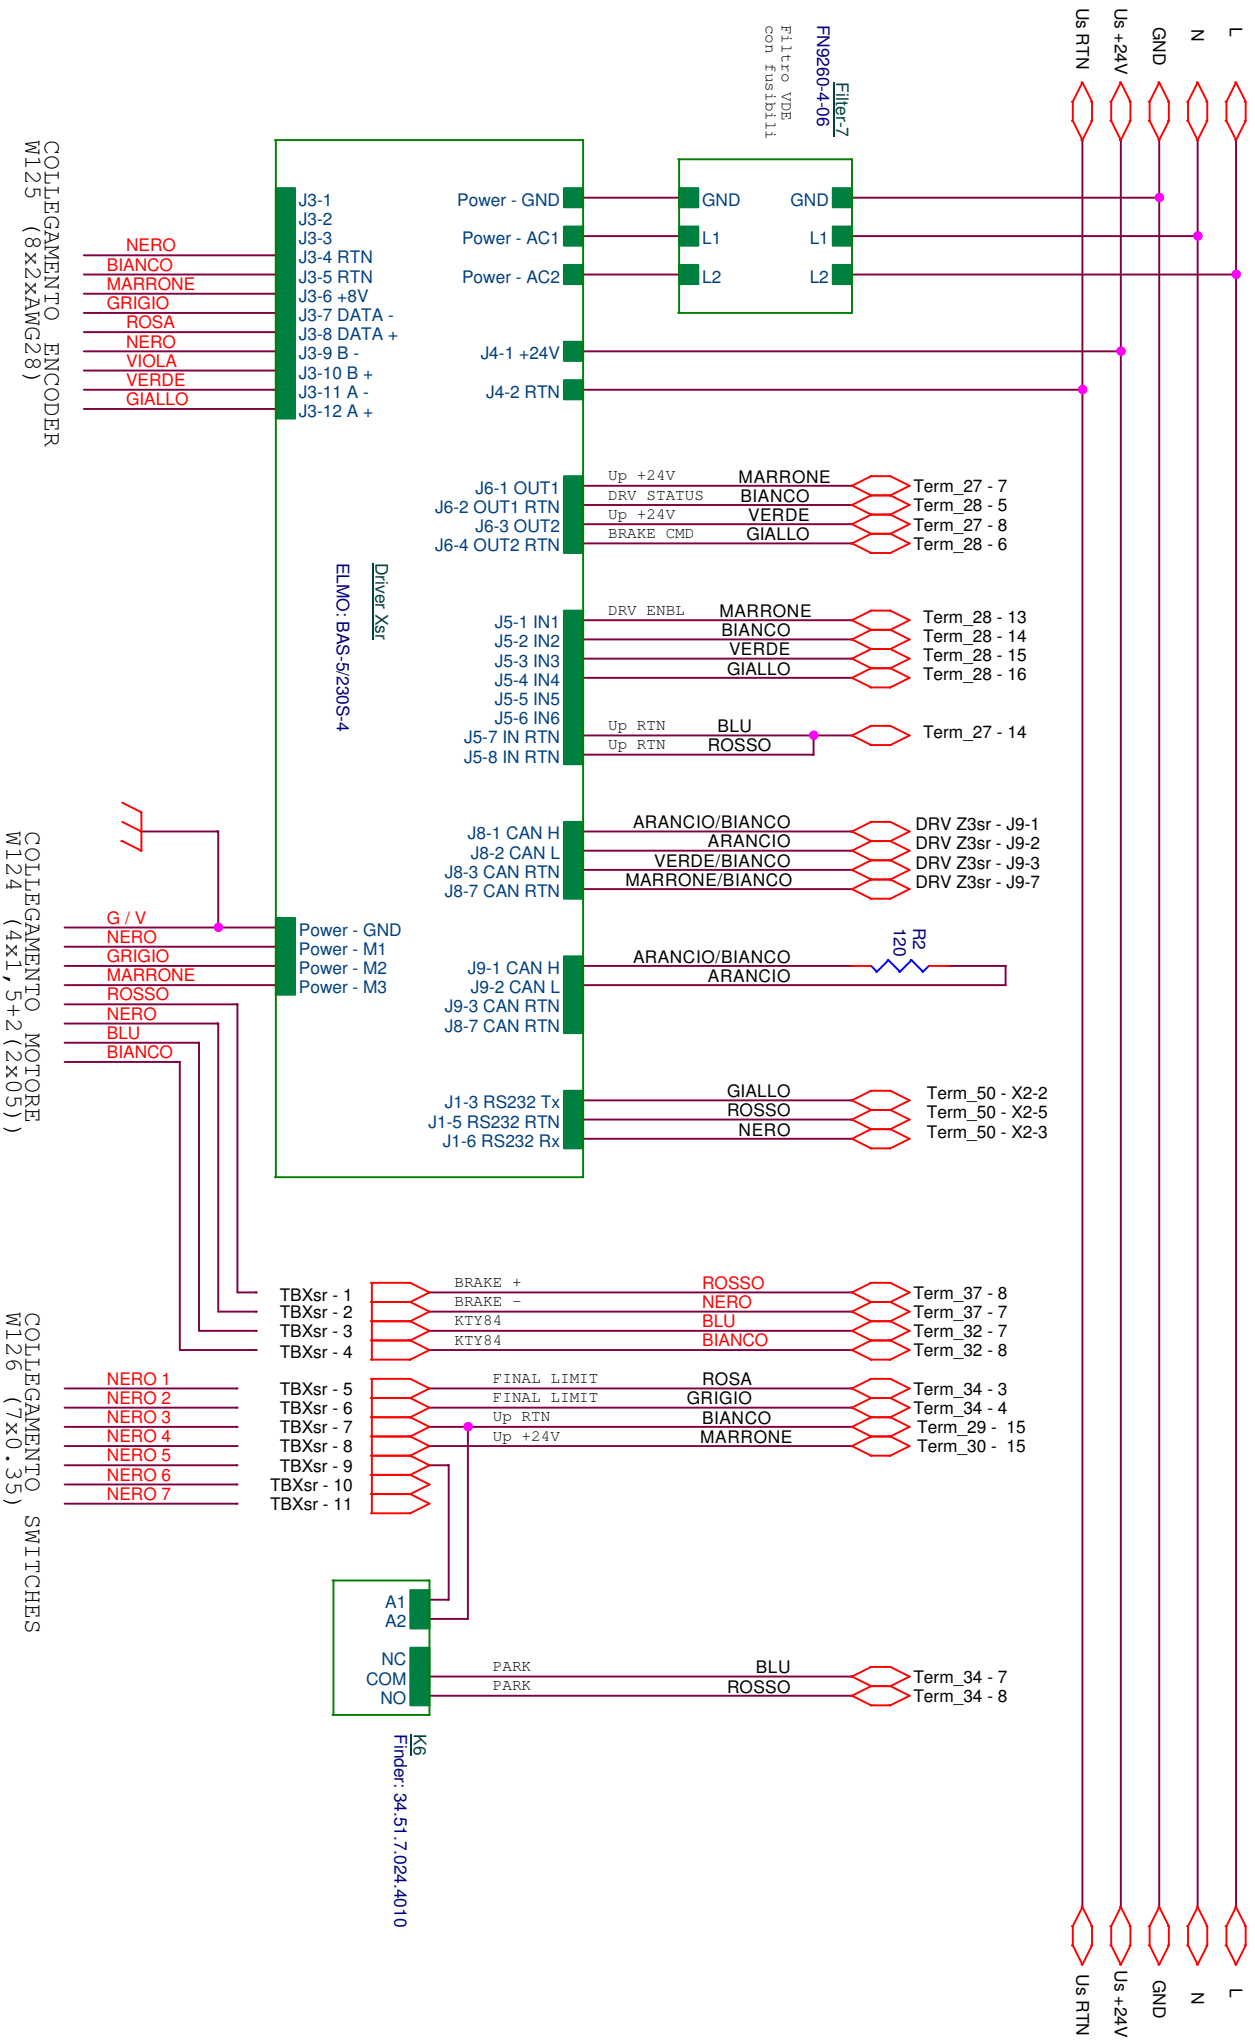 L
N
GND
Us +24V
Us RTN
Filter-7
FN9260-4-06
Filtro VDE
con fusibili
GND
L1
L2
GND
L1
L2
Power - GND
Power - AC1
Power - AC2
J4-1 +24V
J4-2 RTN
J3-1
J3-2
J3-3
J3-4 RTN
J3-5 RTN
J3-6 +8V
J3-7 DATA -
J3-8 DATA +
J3-9 B -
J3-10 B +
J3-11 A -
J3-12 A +
NERO
BIANCO
MARRONE
GRIGIO
ROSA
NERO
VIOLA
VERDE
GIALLO
COLLEGAMENTO ENCODER
W125 (8x2xAWG28)
J6-1 OUT1
J6-2 OUT1 RTN
J6-3 OUT2
J6-4 OUT2 RTN
Up +24V MARRONE Term_27 - 7
DRV STATUS BIANCO Term_28 - 5
Up +24V VERDE Term_27 - 8
BRAKE CMD GIALLO Term_28 - 6
Driver Xsr
ELMO: BAS-5/230S-4
J5-1 IN1
J5-2 IN2
J5-3 IN3
J5-4 IN4
J5-5 IN5
J5-6 IN6
J5-7 IN RTN
J5-8 IN RTN
DRV ENBL MARRONE Term_28 - 13
BIANCO Term_28 - 14
VERDE Term_28 - 15
GIALLO Term_28 - 16
Up RTN BLU Term_27 - 14
Up RTN ROSSO
J8-1 CAN H
J8-2 CAN L
J8-3 CAN RTN
J8-7 CAN RTN
ARANCIO/BIANCO DRV Z3sr - J9-1
ARANCIO DRV Z3sr - J9-2
VERDE/BIANCO DRV Z3sr - J9-3
MARRONE/BIANCO DRV Z3sr - J9-7
Power - GND
Power - M1
Power - M2
Power - M3
G / V
NERO
GRIGIO
MARRONE
ROSSO
NERO
BLU
BIANCO
COLLEGAMENTO MOTORE
W124 (4x1,5+2(2x05))
J9-1 CAN H
J9-2 CAN L
J9-3 CAN RTN
J8-7 CAN RTN
ARANCIO/BIANCO
ARANCIO
R2
120
J1-3 RS232 Tx
J1-5 RS232 RTN
J1-6 RS232 Rx
GIALLO Term_50 - X2-2
ROSSO Term_50 - X2-5
NERO Term_50 - X2-3
TBXsr - 1 BRAKE + ROSSO Term_37 - 8
TBXsr - 2 BRAKE - NERO Term_37 - 7
TBXsr - 3 KTY84 BLU Term_32 - 7
TBXsr - 4 KTY84 BIANCO Term_32 - 8
NERO 1 TBXsr - 5 FINAL LIMIT ROSA Term_34 - 3
NERO 2 TBXsr - 6 FINAL LIMIT GRIGIO Term_34 - 4
NERO 3 TBXsr - 7 Up RTN BIANCO Term_29 - 15
NERO 4 TBXsr - 8 Up +24V MARRONE Term_30 - 15
NERO 5 TBXsr - 9
NERO 6 TBXsr - 10
NERO 7 TBXsr - 11
COLLEGAMENTO SWITCHES
W126 (7x0.35)
A1
A2
NC
COM
NO
PARK BLU Term_34 - 7
PARK ROSSO Term_34 - 8
K6
Finder: 34.51.7.024.4010
L
N
GND
Us +24V
Us RTN